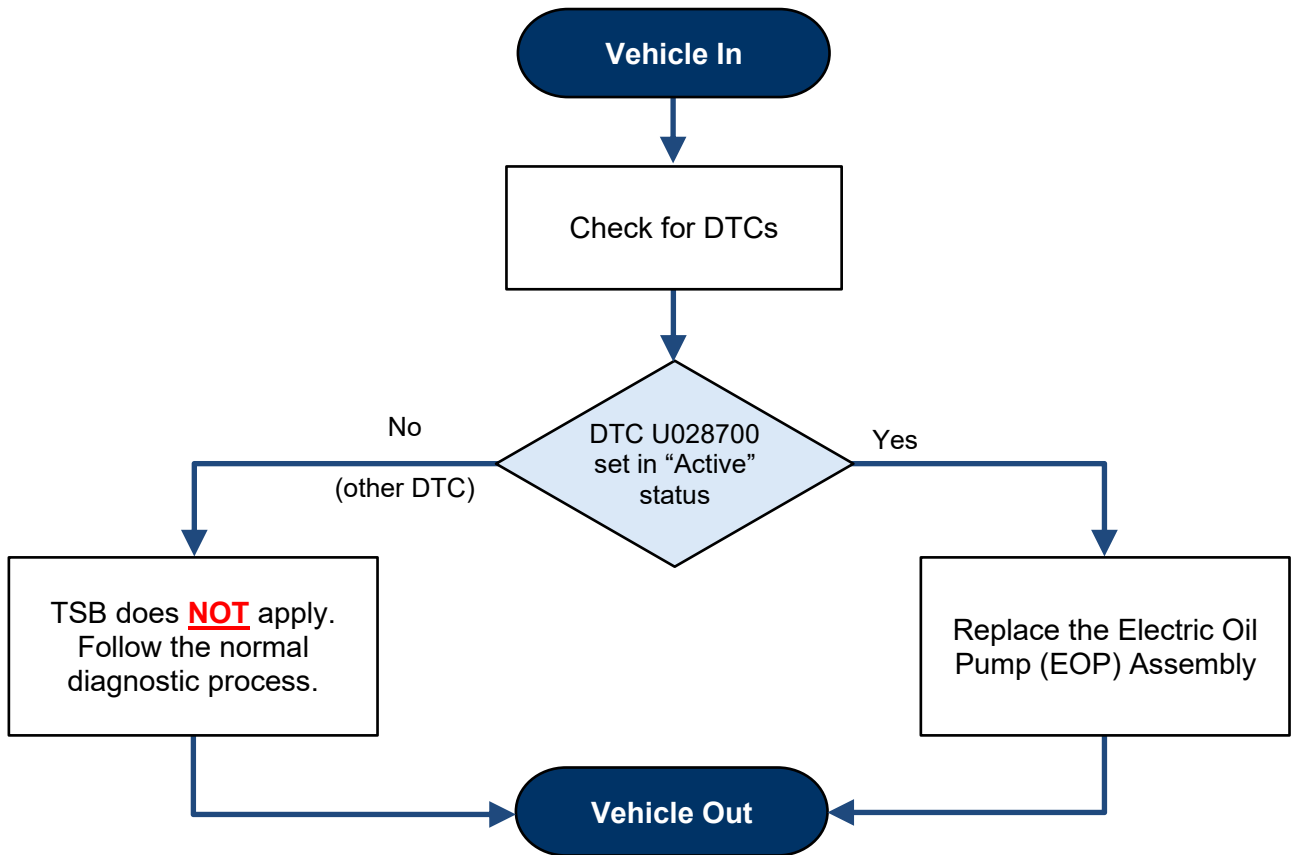 Vehicle In
Check for DTCs
DTC U028700
set in “Active”
status
No
(other DTC)
Yes
TSB does NOT apply.
Follow the normal
diagnostic process.
Replace the Electric Oil
Pump (EOP) Assembly
Vehicle Out